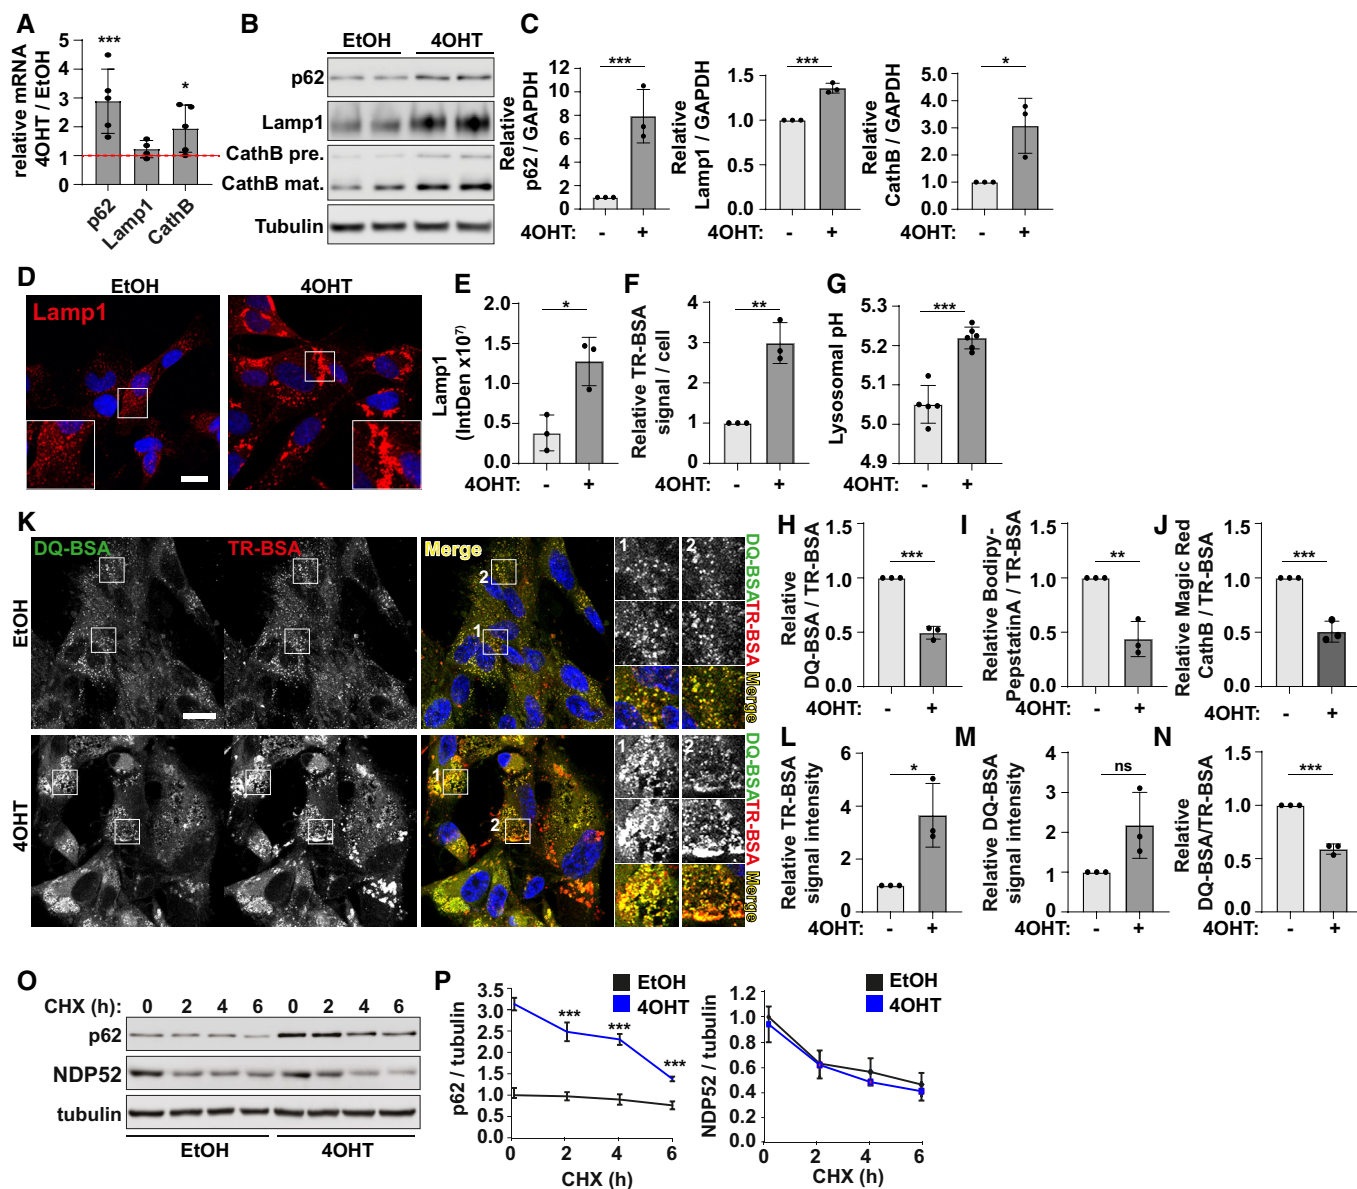 A
relative mRNA
4OHT / EtOH
5
4
3
2
1
0
***
*
p62
Lamp1
CathB
B
EtOH 4OHT
p62
Lamp1
CathB pre.
CathB mat.
Tubulin
C
Relative
p62 / GAPDH
12
10
8
6
4
2
0
***
4OHT: - +
Relative
Lamp1 / GAPDH
1.5
1.0
0.5
0.0
***
- +
Relative
CathB / GAPDH
5.0
4.0
3.0
2.0
1.0
0.0
*
4OHT: - +
D
EtOH 4OHT
Lamp1
E
Lamp1
(IntDen x10⁷)
2.0
1.5
1.0
0.5
0.0
*
4OHT: - +
F
Relative TR-BSA
signal / cell
4
3
2
1
0
**
4OHT: - +
G
Lysosomal pH
5.3
5.2
5.1
5.0
4.9
***
4OHT: - +
K
DQ-BSA TR-BSA Merge
EtOH
2
1
1 2
DQ-BSA TR-BSA Merge
4OHT
1
2
1 2
DQ-BSA TR-BSA Merge
H
Relative
DQ-BSA / TR-BSA
1.5
1.0
0.5
0.0
***
4OHT: - +
I
Relative Bodipy-
PepstatinA / TR-BSA
1.5
1.0
0.5
0.0
**
4OHT: - +
J
Relative Magic Red
CathB / TR-BSA
1.5
1.0
0.5
0.0
***
4OHT: - +
L
Relative TR-BSA
signal intensity
6
4
2
0
*
4OHT: - +
M
Relative DQ-BSA
signal intensity
4
3
2
1
0
ns
4OHT: - +
N
Relative
DQ-BSA/TR-BSA
1.5
1.0
0.5
0
***
4OHT: - +
O
CHX (h): 0 2 4 6 0 2 4 6
p62
NDP52
tubulin
EtOH 4OHT
P
EtOH
4OHT
p62 / tubulin
3.5
3.0
2.5
2.0
1.5
1.0
0.5
0.0
***
***
***
0 2 4 6
CHX (h)
EtOH
4OHT
NDP52 / tubulin
1.2
1.0
0.8
0.6
0.4
0.2
0.0
0 2 4 6
CHX (h)